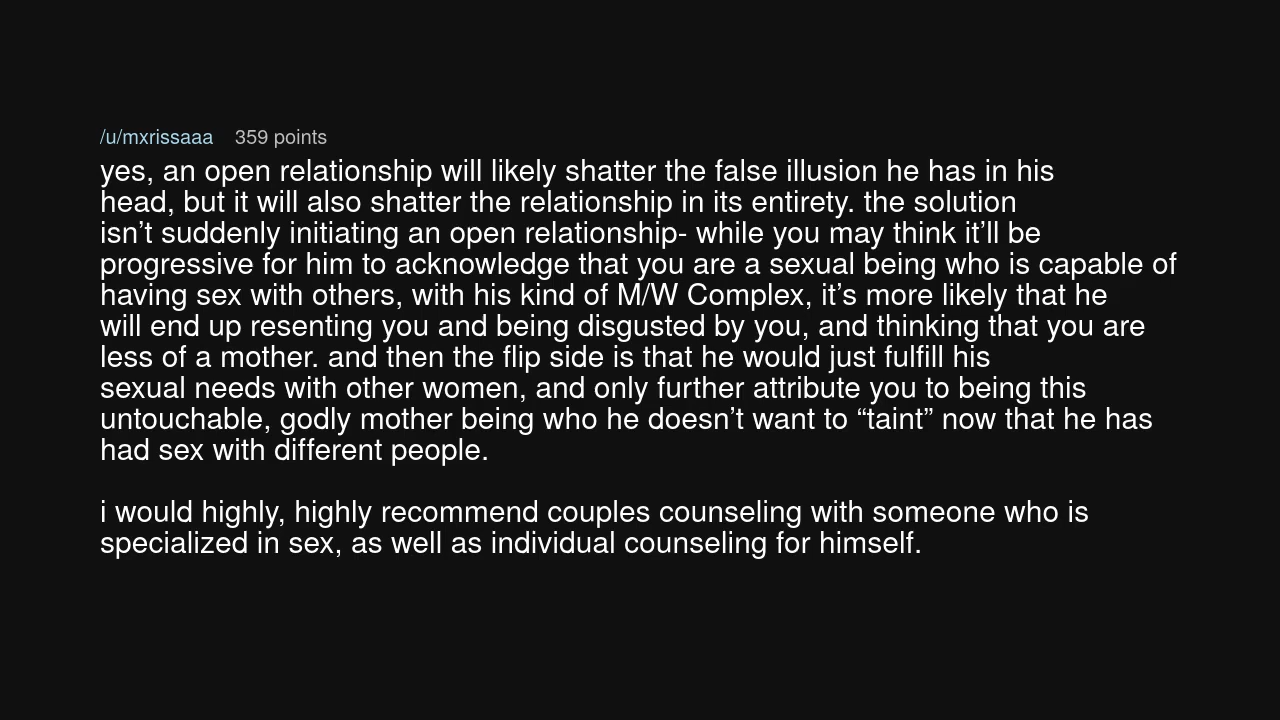 /u/mxrissaaa 359 points
yes, an open relationship will likely shatter the false illusion he has in his
head, but it will also shatter the relationship in its entirety. the solution
isn’t suddenly initiating an open relationship- while you may think it’ll be
progressive for him to acknowledge that you are a sexual being who is capable of
having sex with others, with his kind of M/W Complex, it’s more likely that he
will end up resenting you and being disgusted by you, and thinking that you are
less of a mother. and then the flip side is that he would just fulfill his
sexual needs with other women, and only further attribute you to being this
untouchable, godly mother being who he doesn’t want to “taint” now that he has
had sex with different people.
i would highly, highly recommend couples counseling with someone who is
specialized in sex, as well as individual counseling for himself.